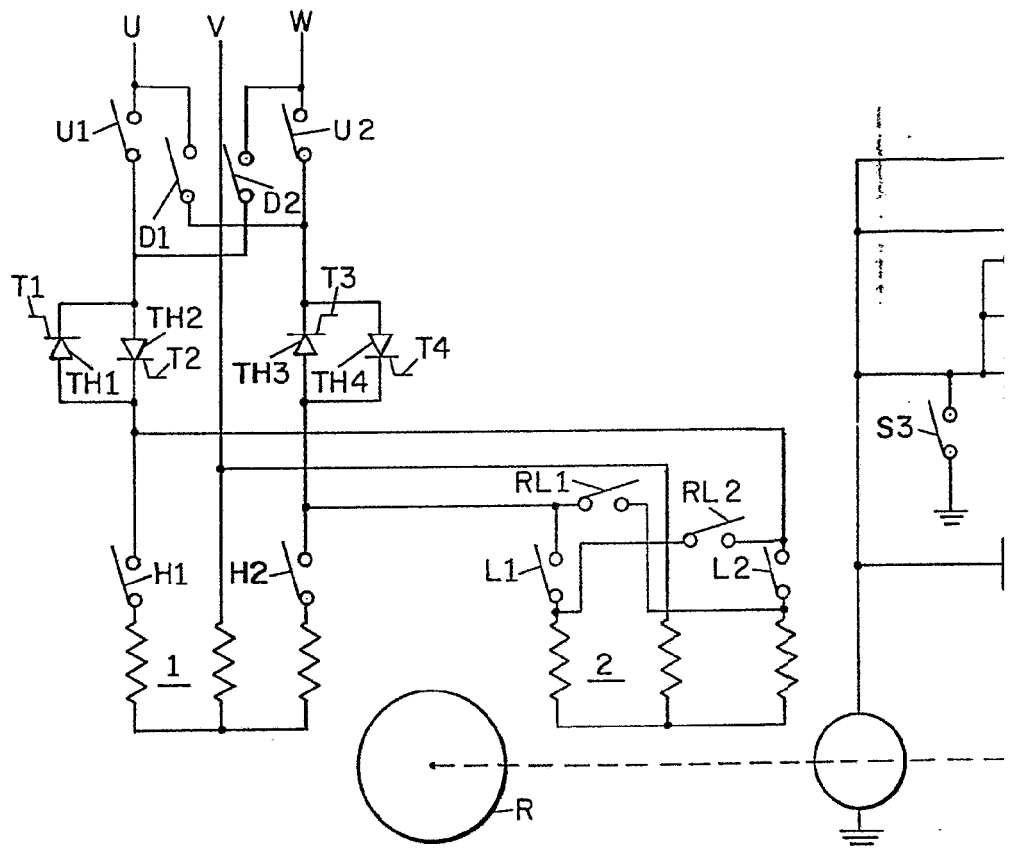 U V W
U1 U2
D1 D2
T1 TH2 T3
TH1 T2 TH3 TH4 T4
S3
RL1 RL2
H1 H2 L1 L2
1 2
R